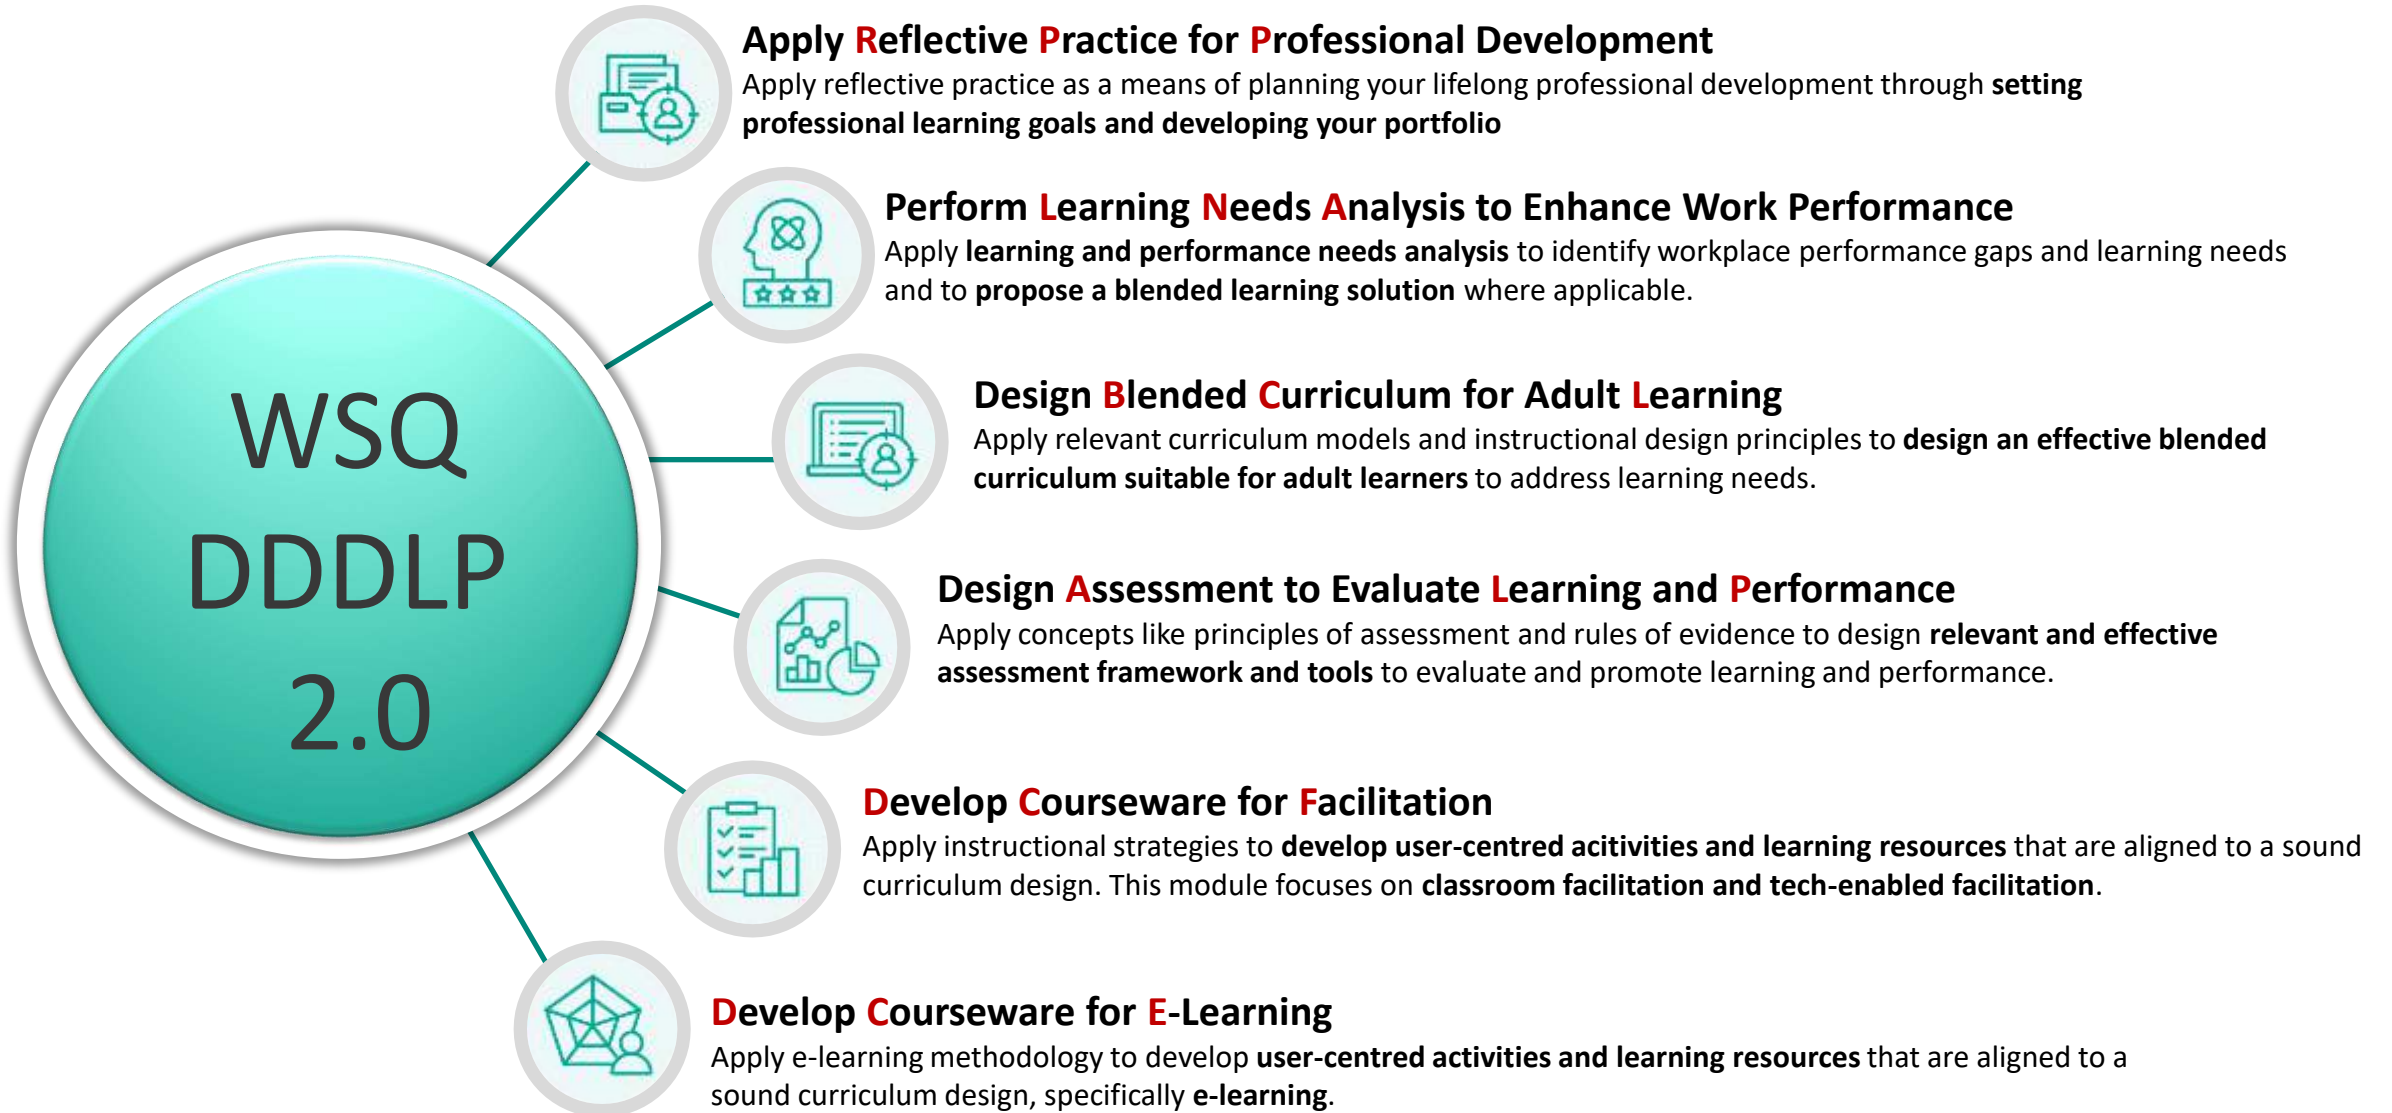 WSQ
DDDLP
2.0
Apply Reflective Practice for Professional Development
Apply reflective practice as a means of planning your lifelong professional development through setting
professional learning goals and developing your portfolio
Perform Learning Needs Analysis to Enhance Work Performance
Apply learning and performance needs analysis to identify workplace performance gaps and learning needs
and to propose a blended learning solution where applicable.
Design Blended Curriculum for Adult Learning
Apply relevant curriculum models and instructional design principles to design an effective blended
curriculum suitable for adult learners to address learning needs.
Design Assessment to Evaluate Learning and Performance
Apply concepts like principles of assessment and rules of evidence to design relevant and effective
assessment framework and tools to evaluate and promote learning and performance.
Develop Courseware for Facilitation
Apply instructional strategies to develop user-centred acitivities and learning resources that are aligned to a sound
curriculum design. This module focuses on classroom facilitation and tech-enabled facilitation.
Develop Courseware for E-Learning
Apply e-learning methodology to develop user-centred activities and learning resources that are aligned to a
sound curriculum design, specifically e-learning.